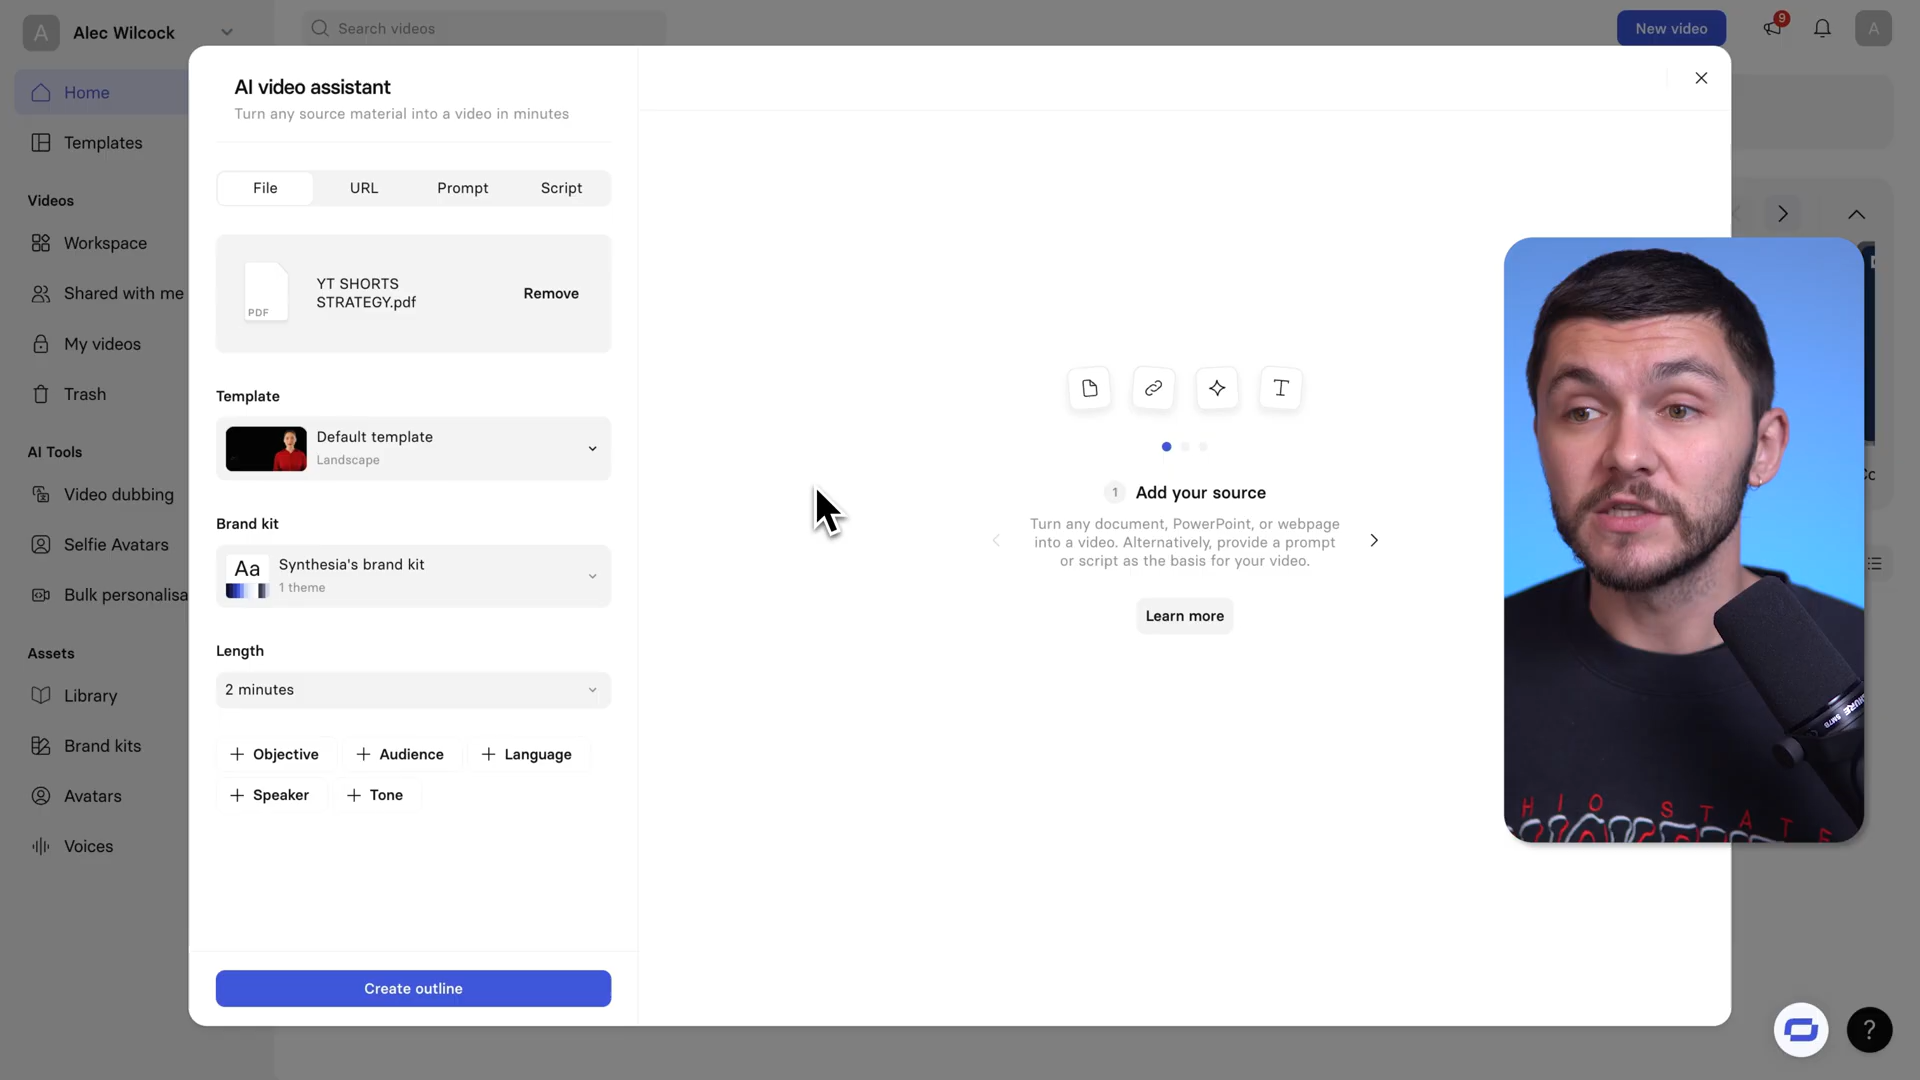 A
Alec Wilcock
Search videos
New video
9
A
Home
Templates
Videos
Workspace
Shared with me
My videos
Trash
AI Tools
Video dubbing
Selfie Avatars
Bulk personalisa
Assets
Library
Brand kits
Avatars
Voices
AI video assistant
Turn any source material into a video in minutes
File
URL
Prompt
Script
PDF
YT SHORTS
STRATEGY.pdf
Remove
Template
Default template
Landscape
Brand kit
Aa
Synthesia's brand kit
1 theme
Length
2 minutes
+ Objective
+ Audience
+ Language
+ Speaker
+ Tone
Create outline
T
1
Add your source
Turn any document, PowerPoint, or webpage
into a video. Alternatively, provide a prompt
or script as the basis for your video.
Learn more
SHURE SM7B
HIO STATE
?